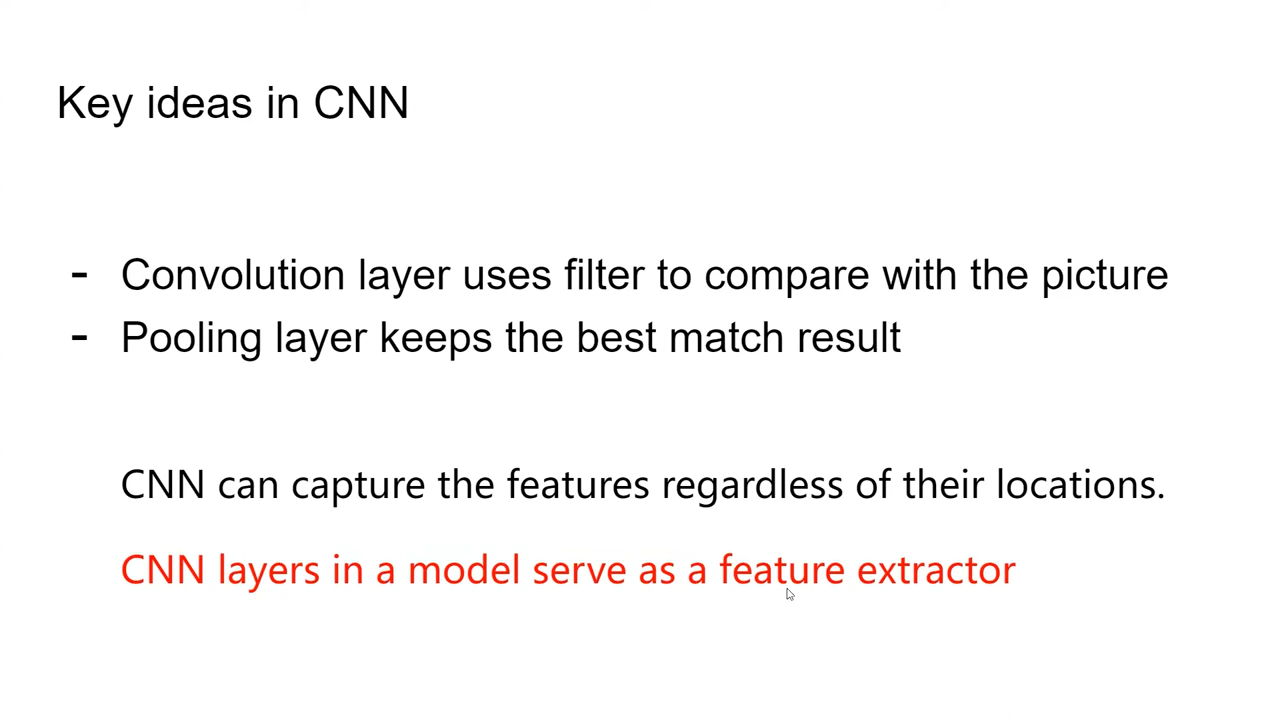 Key ideas in CNN
- Convolution layer uses filter to compare with the picture
- Pooling layer keeps the best match result
CNN can capture the features regardless of their locations.
CNN layers in a model serve as a feature extractor